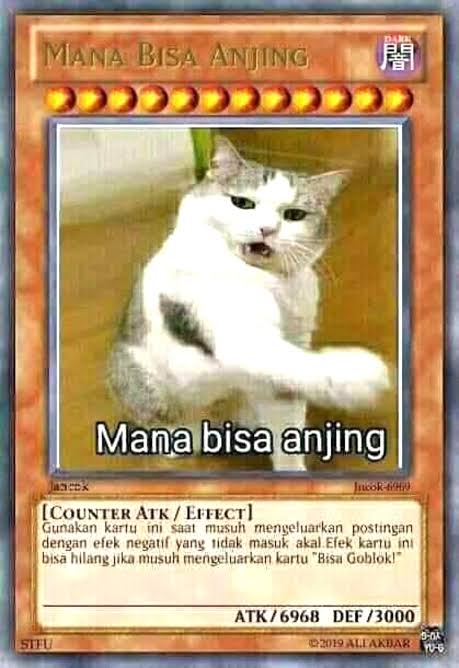 MANA BISA ANJING
DARK
闇
Mana bisa anjing
Jancok
Jncok-6969
[COUNTER ATK / EFFECT]
Gunakan kartu ini saat musuh mengeluarkan postingan
dengan efek negatif yang tidak masuk akal.Efek kartu ini
bisa hilang jika musuh mengeluarkan kartu "Bisa Goblok!"
ATK/6968 DEF/3000
STFU
©2019 ALI AKBAR